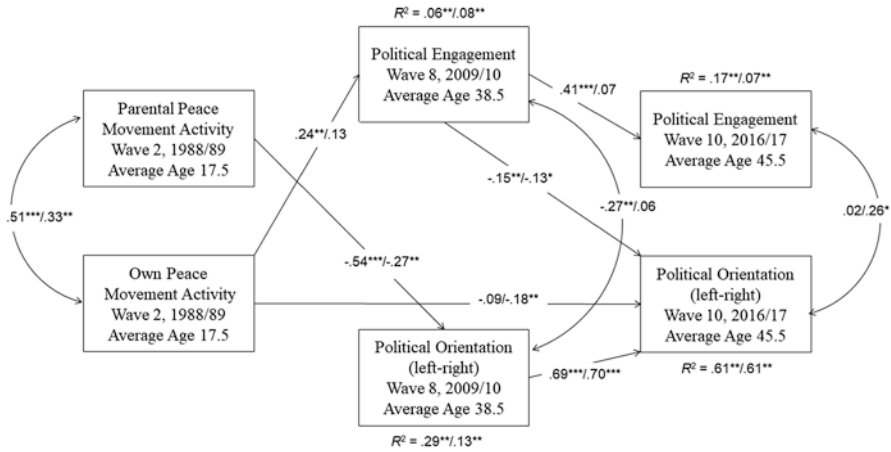 R² = .06**/.08**
Political Engagement
Wave 8, 2009/10
Average Age 38.5
R² = .17**/.07**
.41***/.07
Parental Peace
Movement Activity
Wave 2, 1988/89
Average Age 17.5
Political Engagement
Wave 10, 2016/17
Average Age 45.5
.24**/.13
-.15**/-.13*
.51***/.33**
-.27**/.06
.02/.26*
Own Peace
Movement Activity
Wave 2, 1988/89
Average Age 17.5
-.54***/-.27**
-.09/-.18**
Political Orientation
(left-right)
Wave 10, 2016/17
Average Age 45.5
Political Orientation
(left-right)
Wave 8, 2009/10
Average Age 38.5
.69***/.70***
R² = .61**/.61**
R² = .29**/.13**